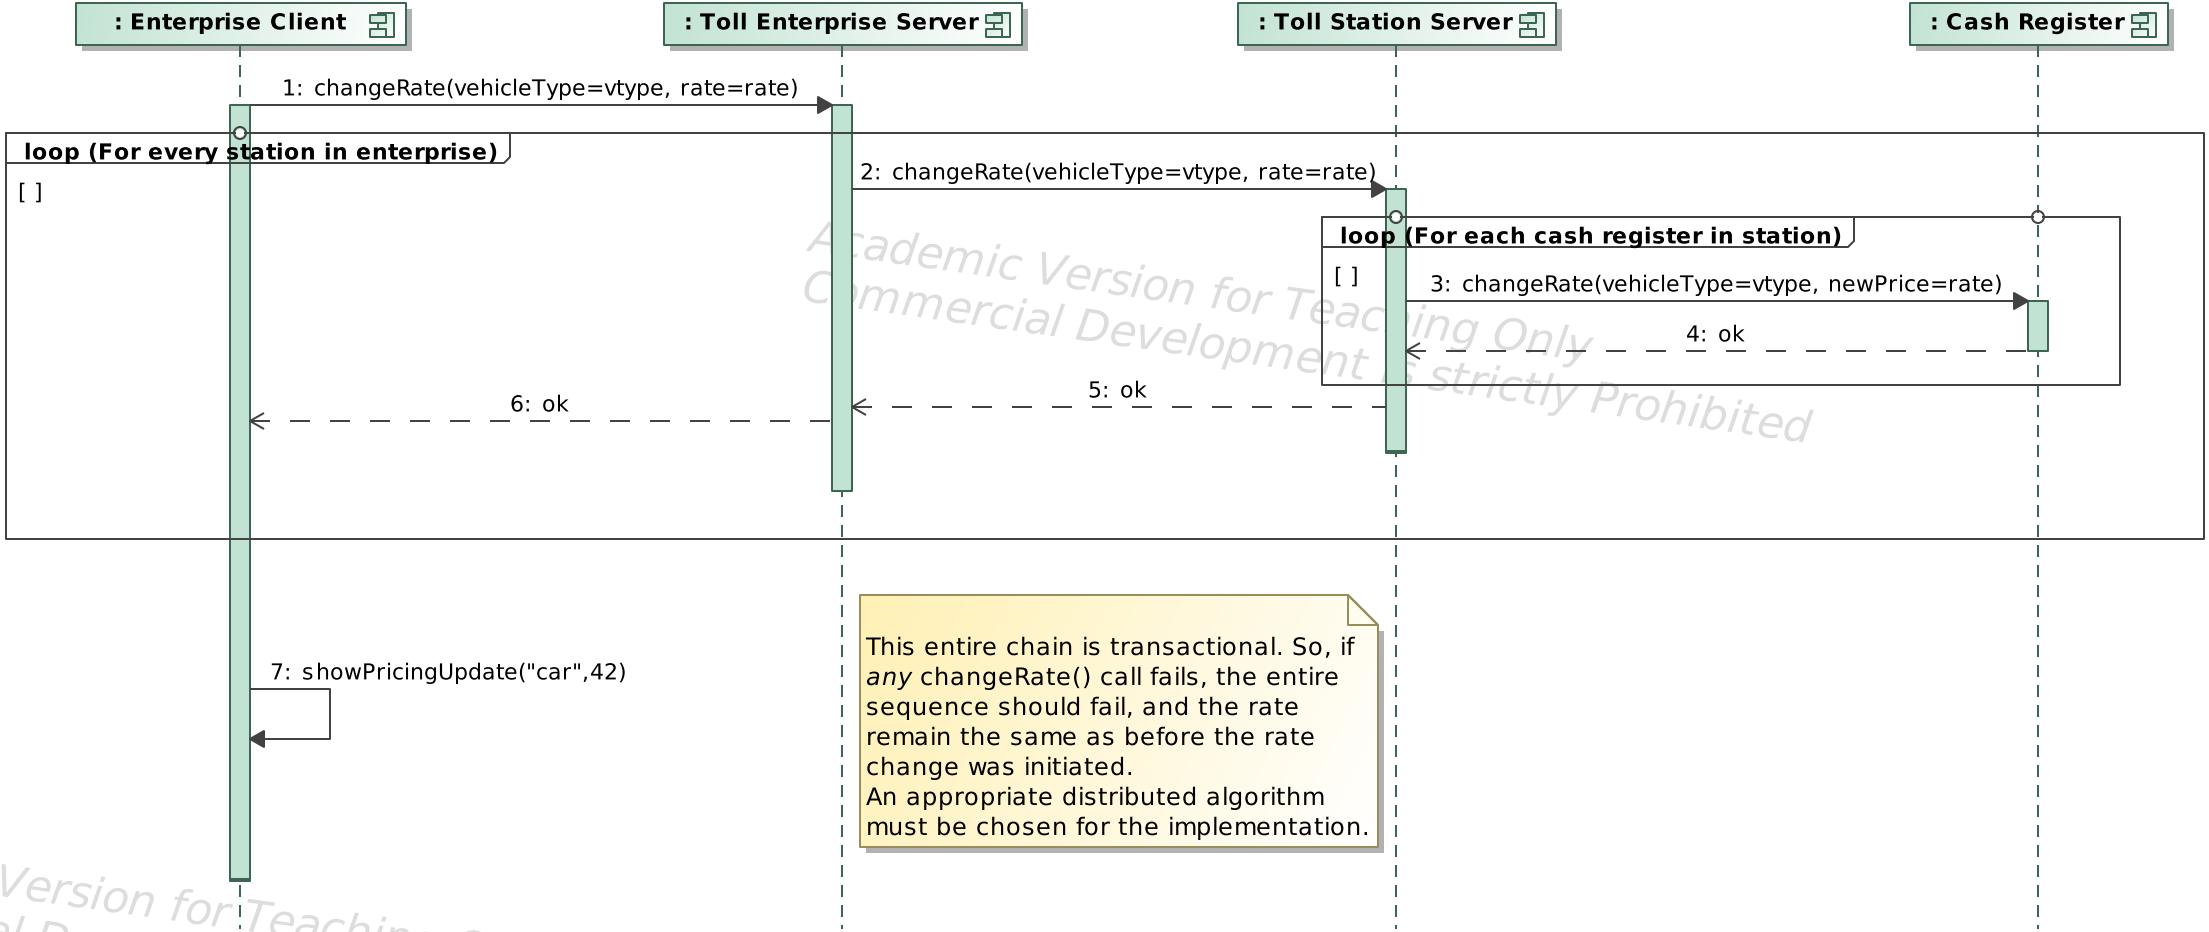 : Enterprise Client
: Toll Enterprise Server
: Toll Station Server
: Cash Register
1: changeRate(vehicleType=vtype, rate=rate)
loop (For every station in enterprise)
[ ]
2: changeRate(vehicleType=vtype, rate=rate)
loop (For each cash register in station)
[ ]
3: changeRate(vehicleType=vtype, newPrice=rate)
4: ok
5: ok
6: ok
Academic Version for Teaching Only
Commercial Development is strictly Prohibited
7: showPricingUpdate("car",42)
This entire chain is transactional. So, if
any changeRate() call fails, the entire
sequence should fail, and the rate
remain the same as before the rate
change was initiated.
An appropriate distributed algorithm
must be chosen for the implementation.
Version for Teaching